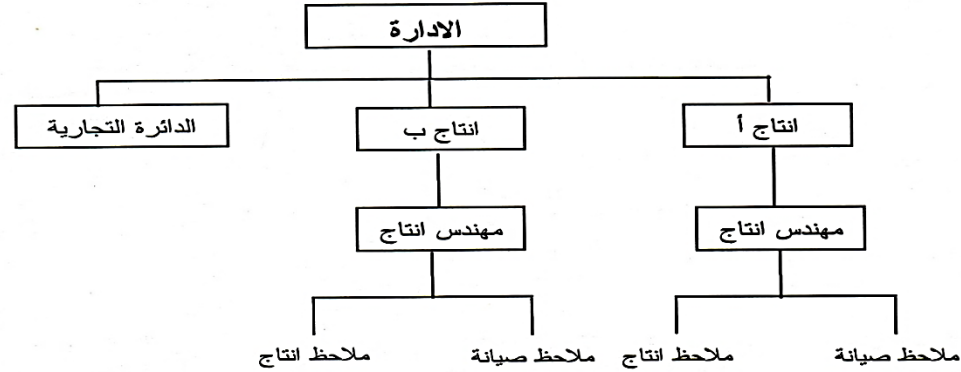 الادارة
انتاج أ
انتاج ب
الدائرة التجارية
مهندس انتاج
مهندس انتاج
ملاحظ صيانة
ملاحظ انتاج
ملاحظ صيانة
ملاحظ انتاج